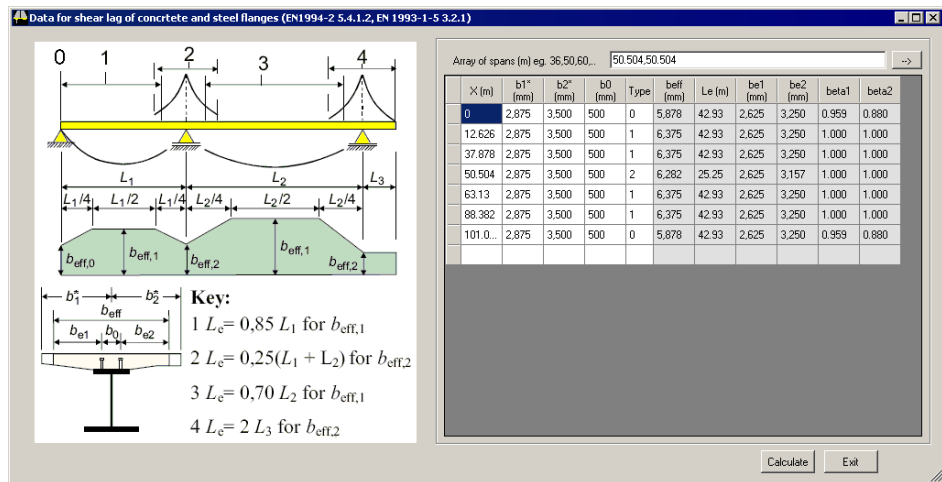 Data for shear lag of concrtete and steel flanges (EN1994-2 5.4.1.2, EN 1993-1-5 3.2.1)
0 1 2 3 4
L1 L2 L3
L1/4 L1/2 L1/4 L2/4 L2/2 L2/4
beff,0 beff,1 beff,2 beff,1 beff,2
b1* b2*
beff
be1 b0 be2
Key:
1 Le= 0,85 L1 for beff,1
2 Le= 0,25(L1 + L2) for beff,2
3 Le= 0,70 L2 for beff,1
4 Le= 2 L3 for beff,2
Array of spans (m) eg. 36,50,60,.. 50.504,50.504 -->
X (m) b1* (mm) b2* (mm) b0 (mm) Type beff (mm) Le (m) be1 (mm) be2 (mm) beta1 beta2
0 2,875 3,500 500 0 5,878 42.93 2,625 3,250 0.959 0.880
12.626 2,875 3,500 500 1 6,375 42.93 2,625 3,250 1.000 1.000
37.878 2,875 3,500 500 1 6,375 42.93 2,625 3,250 1.000 1.000
50.504 2,875 3,500 500 2 6,282 25.25 2,625 3,157 1.000 1.000
63.13 2,875 3,500 500 1 6,375 42.93 2,625 3,250 1.000 1.000
88.382 2,875 3,500 500 1 6,375 42.93 2,625 3,250 1.000 1.000
101.0... 2,875 3,500 500 0 5,878 42.93 2,625 3,250 0.959 0.880
Calculate Exit